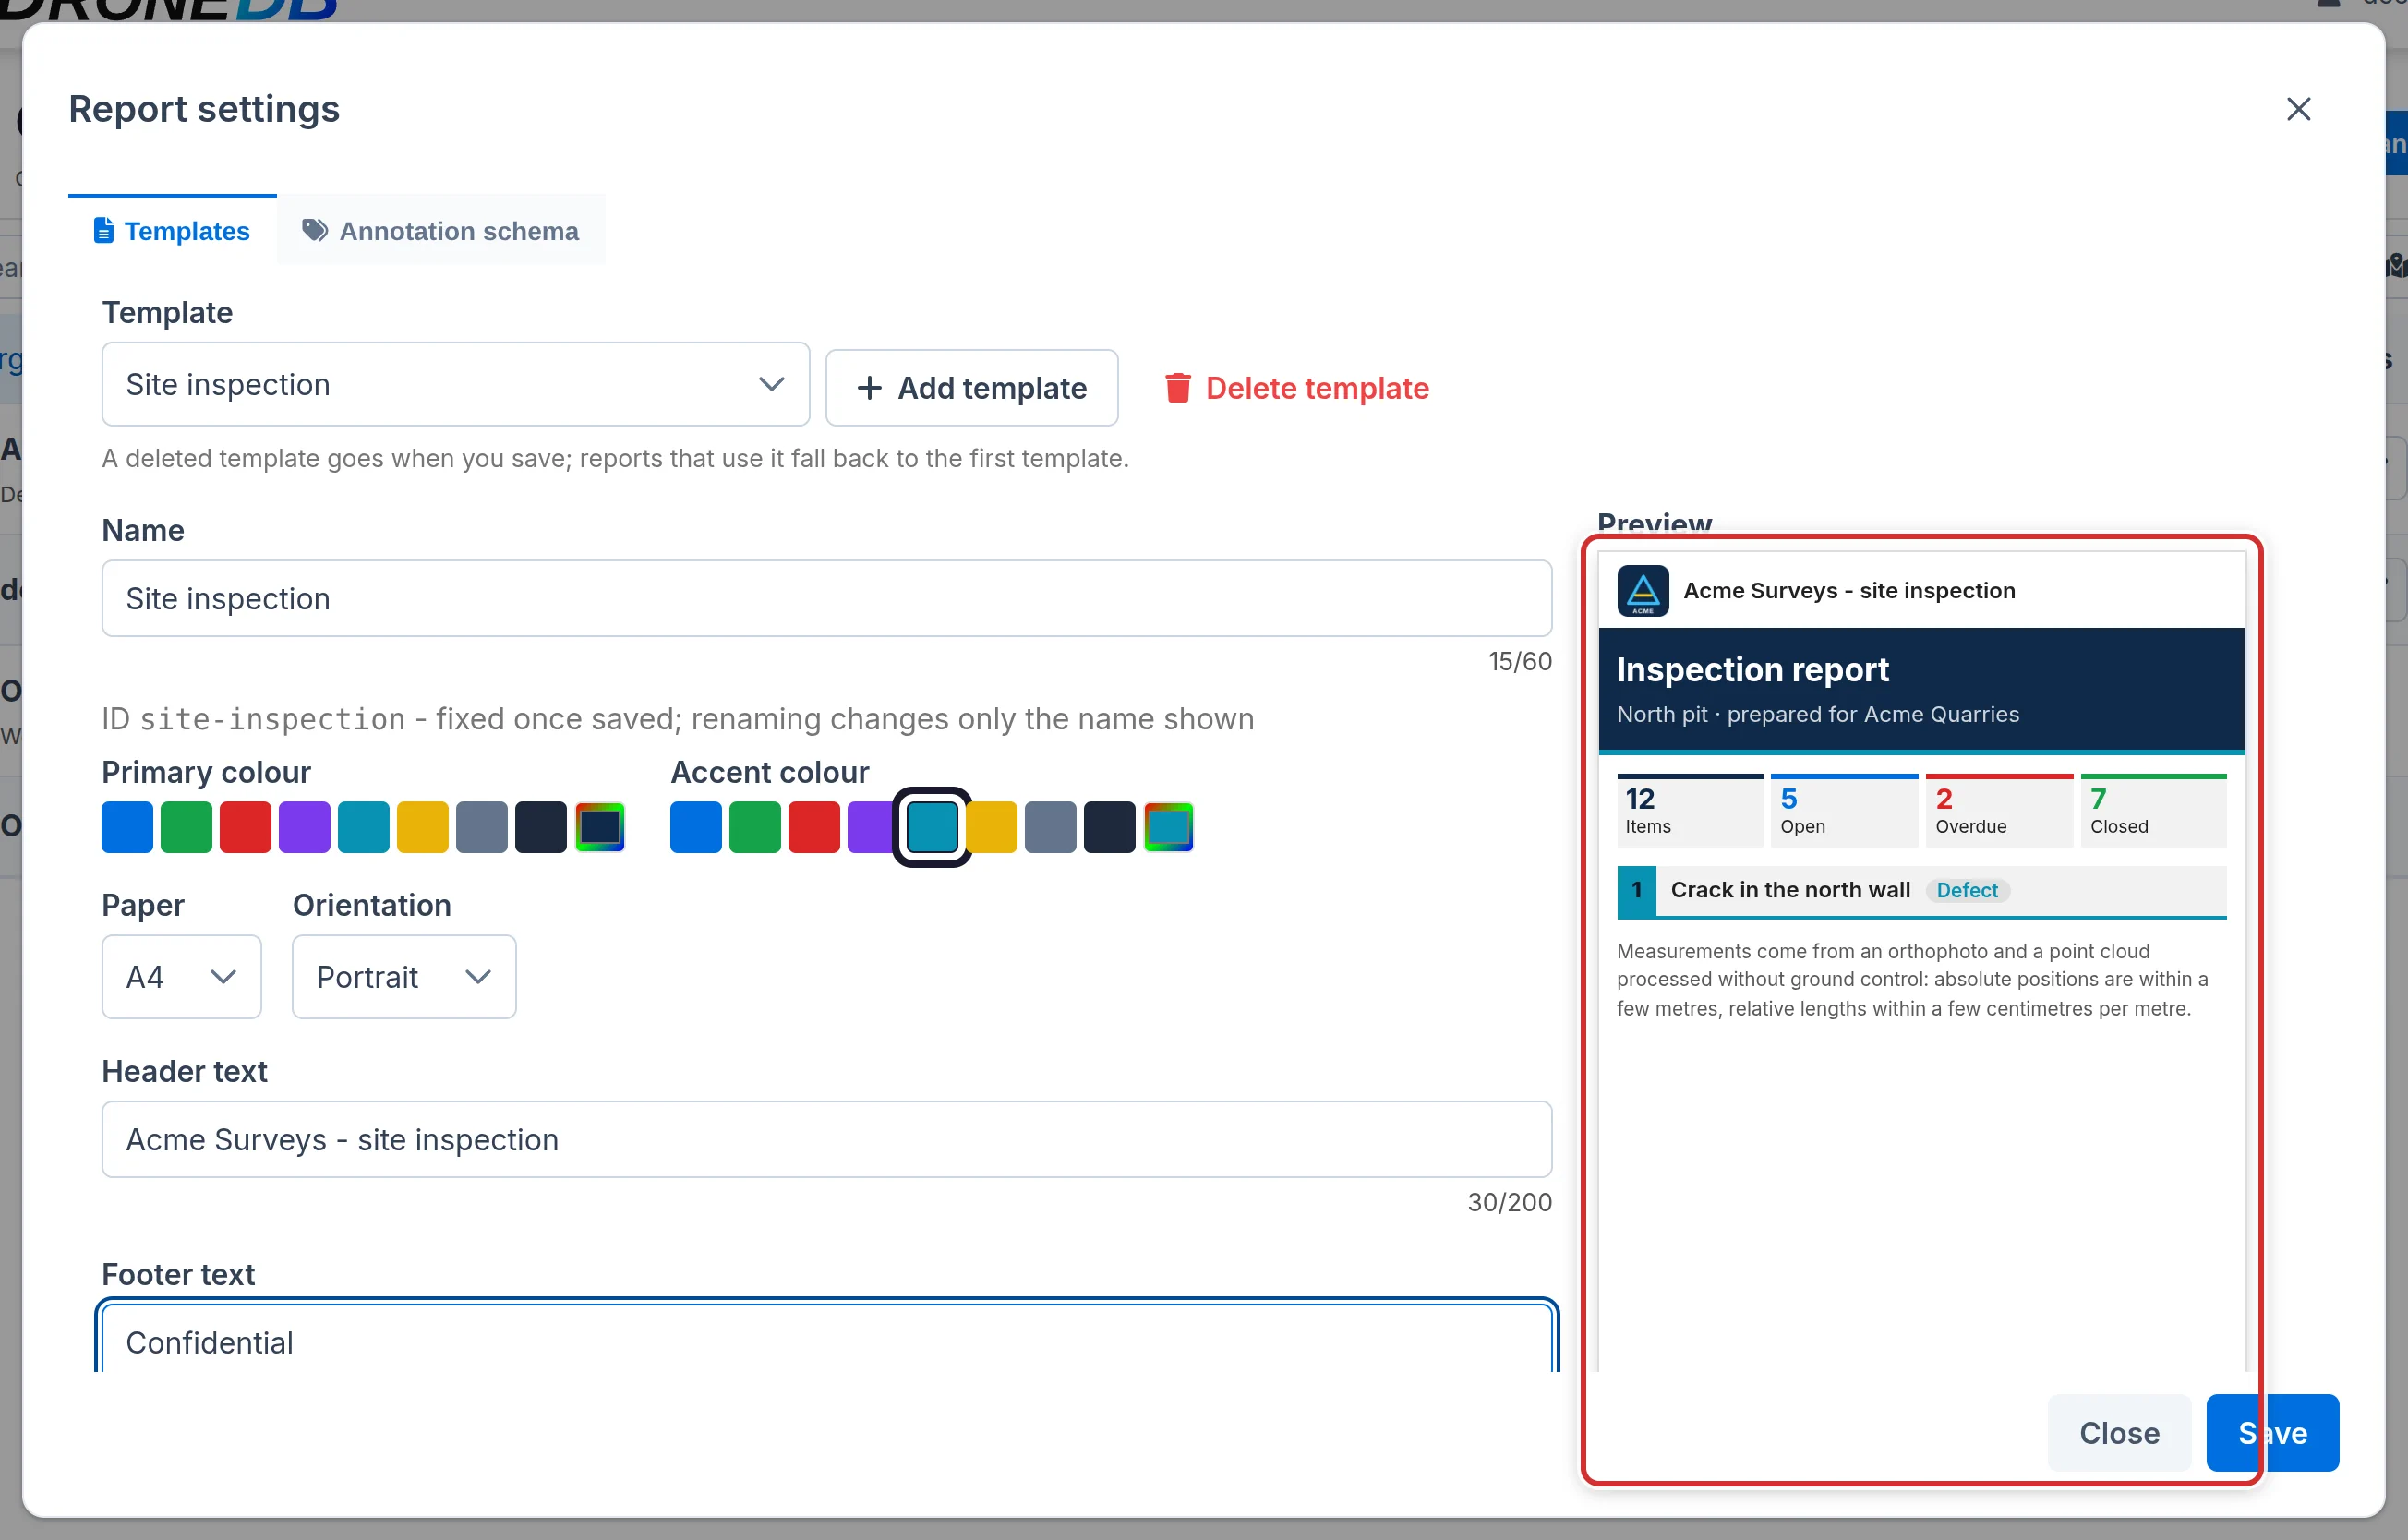 DRONEDB
Report settings
Templates
Annotation schema
Template
Site inspection
Add template
Delete template
A deleted template goes when you save; reports that use it fall back to the first template.
Name
Site inspection
15/60
ID site-inspection - fixed once saved; renaming changes only the name shown
Primary colour
Accent colour
Paper
Orientation
A4
Portrait
Header text
Acme Surveys - site inspection
30/200
Footer text
Confidential
Preview
ACME
Acme Surveys - site inspection
Inspection report
North pit · prepared for Acme Quarries
12
Items
5
Open
2
Overdue
7
Closed
1
Crack in the north wall
Defect
Measurements come from an orthophoto and a point cloud
processed without ground control: absolute positions are within a
few metres, relative lengths within a few centimetres per metre.
Close
Save